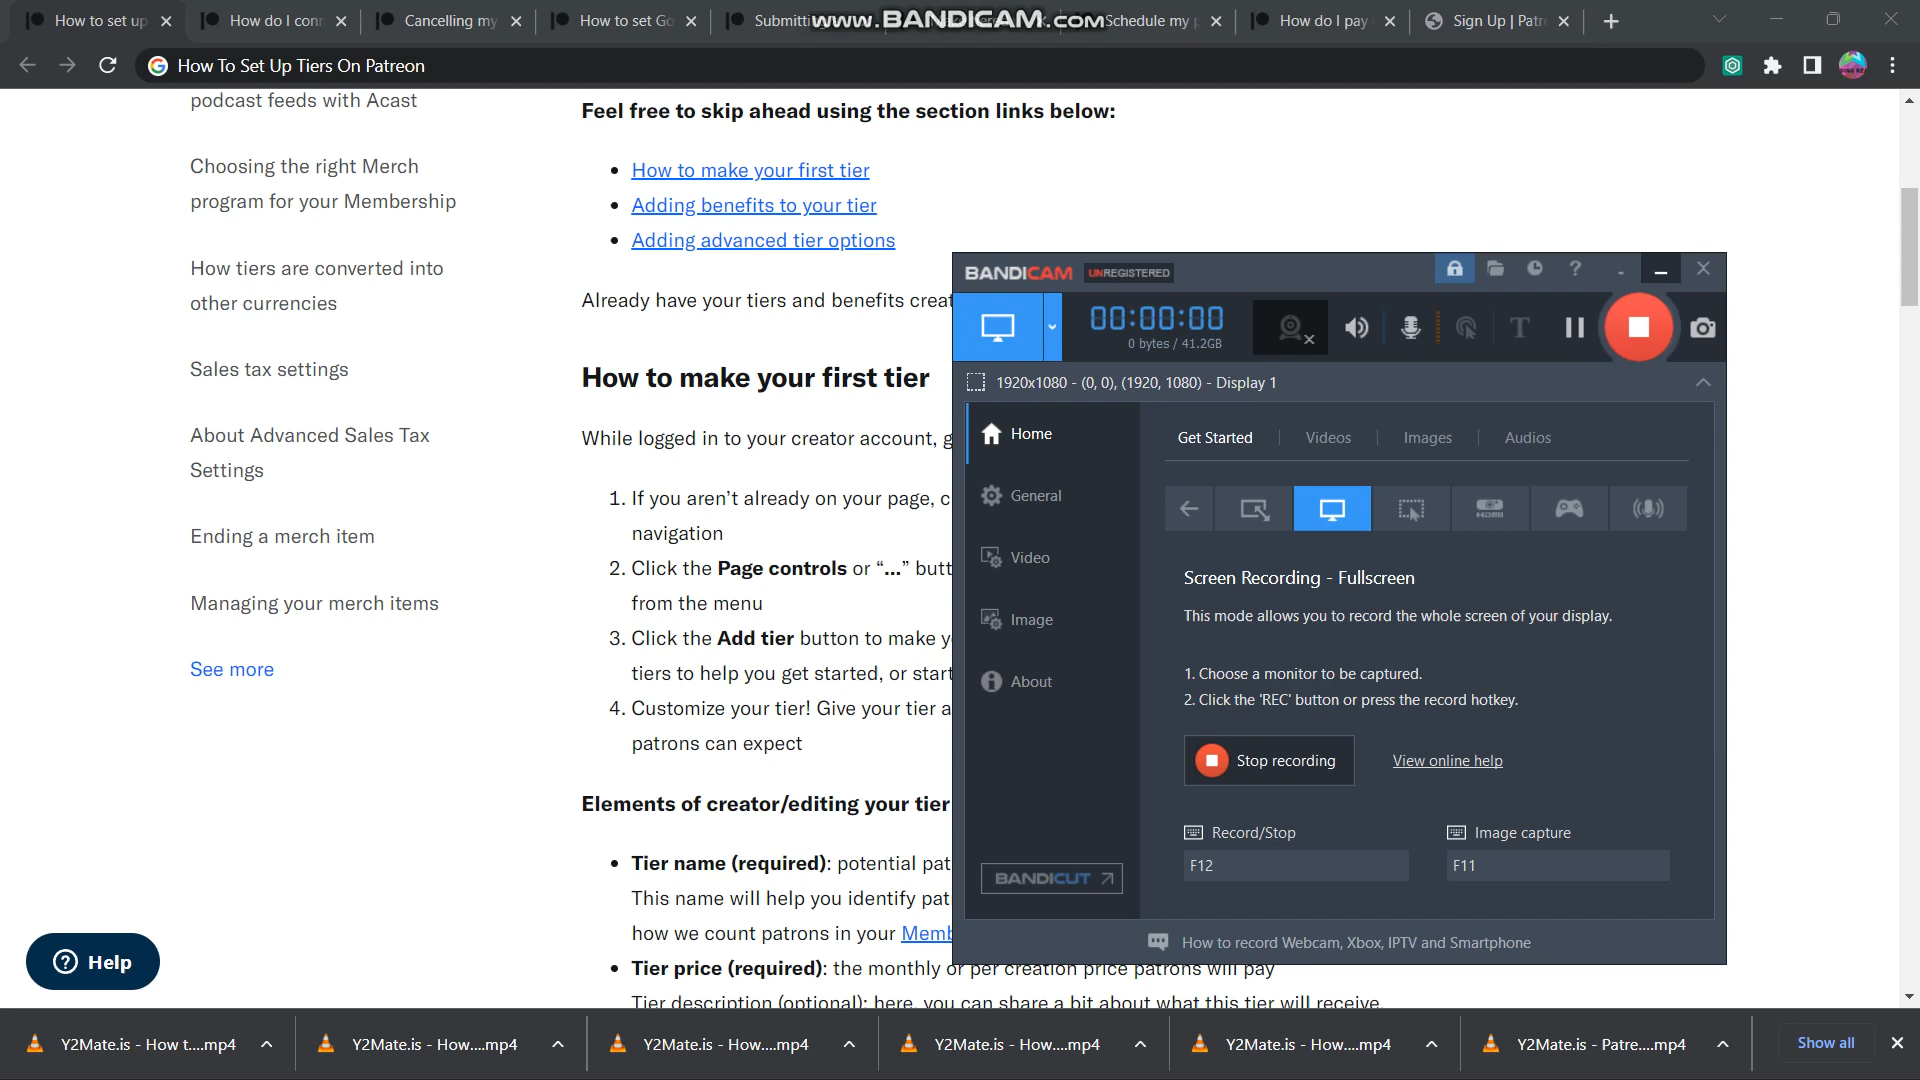 How to set up
How do I con
Cancelling my
How to set Go
Submitti
www.BANDICAM.com
Schedule my p
How do I pay
Sign Up | Patr
How To Set Up Tiers On Patreon
podcast feeds with Acast
Choosing the right Merch
program for your Membership
How tiers are converted into
other currencies
Sales tax settings
About Advanced Sales Tax
Settings
Ending a merch item
Managing your merch items
See more
Help
Feel free to skip ahead using the section links below:
How to make your first tier
Adding benefits to your tier
Adding advanced tier options
Already have your tiers and benefits creat
How to make your first tier
While logged in to your creator account, g
1. If you aren't already on your page, c
navigation
2. Click the Page controls or “...” butt
from the menu
3. Click the Add tier button to make y
tiers to help you get started, or start
4. Customize your tier! Give your tier a
patrons can expect
Elements of creator/editing your tier
Tier name (required): potential pat
This name will help you identify pat
how we count patrons in your Memb
Tier price (required): the monthly or per creation price patrons will pay
Tier description (optional): here, you can share a bit about what this tier will receive.
BANDICAM UNREGISTERED
00:00:00
0 bytes / 41.2GB
1920x1080 - (0, 0), (1920, 1080) - Display 1
Home
General
Video
Image
About
BANDICUT
Get Started
Videos
Images
Audios
HDMI
Screen Recording - Fullscreen
This mode allows you to record the whole screen of your display.
1. Choose a monitor to be captured.
2. Click the 'REC' button or press the record hotkey.
Stop recording
View online help
Record/Stop
Image capture
F12
F11
How to record Webcam, Xbox, IPTV and Smartphone
Y2Mate.is - How t....mp4
Y2Mate.is - How....mp4
Y2Mate.is - How....mp4
Y2Mate.is - How....mp4
Y2Mate.is - How....mp4
Y2Mate.is - Patre....mp4
Show all